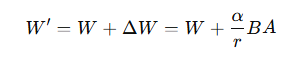 W′ = W + ΔW = W + \frac{α}{r} BA